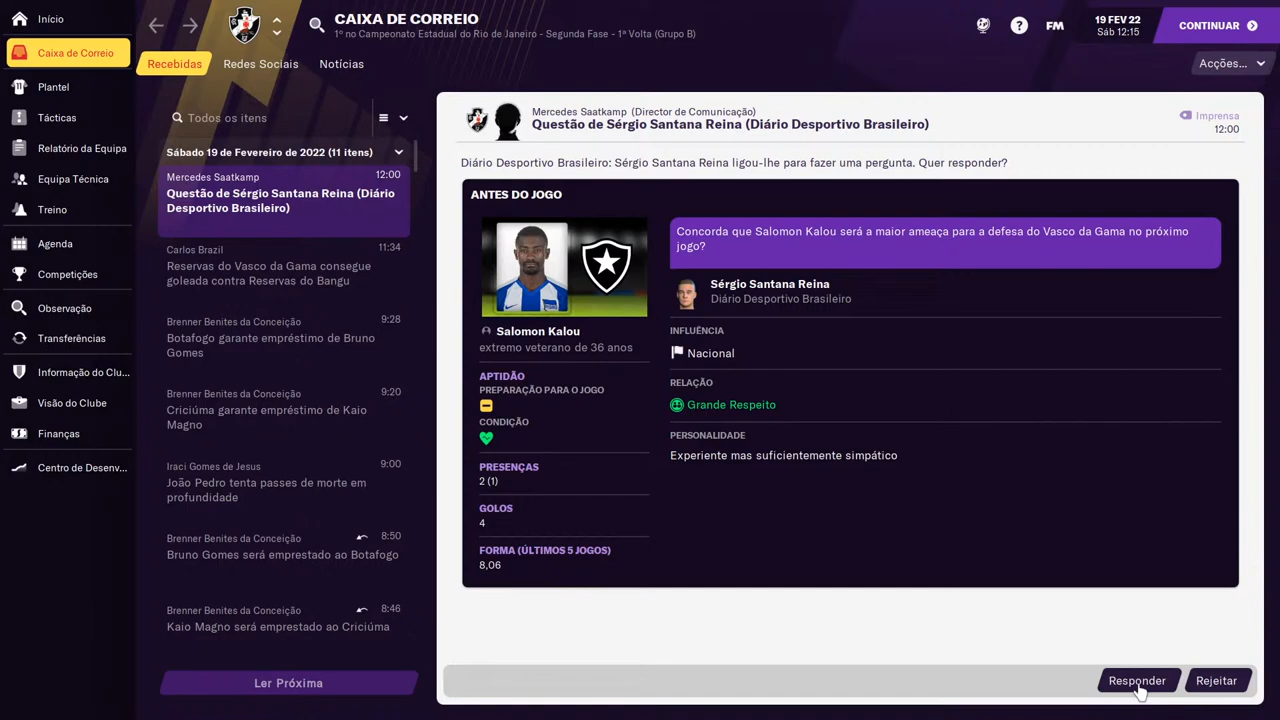 Início
Caixa de Correio
Plantel
Tácticas
Relatório da Equipa
Equipa Técnica
Treino
Agenda
Competições
Observação
Transferências
Informação do Clu...
Visão do Clube
Finanças
Centro de Desenv...
CAIXA DE CORREIO
1º no Campeonato Estadual do Rio de Janeiro - Segunda Fase - 1ª Volta (Grupo B)
?
FM
19 FEV 22
Sáb 12:15
CONTINUAR
Recebidas
Redes Sociais
Notícias
Acções...
Todos os itens
Sábado 19 de Fevereiro de 2022 (11 itens)
Mercedes Saatkamp
12:00
Questão de Sérgio Santana Reina (Diário
Desportivo Brasileiro)
Carlos Brazil
11:34
Reservas do Vasco da Gama consegue
goleada contra Reservas do Bangu
Brenner Benites da Conceição
9:28
Botafogo garante empréstimo de Bruno
Gomes
Brenner Benites da Conceição
9:20
Criciúma garante empréstimo de Kaio
Magno
Iraci Gomes de Jesus
9:00
João Pedro tenta passes de morte em
profundidade
Brenner Benites da Conceição
8:50
Bruno Gomes será emprestado ao Botafogo
Brenner Benites da Conceição
8:46
Kaio Magno será emprestado ao Criciúma
Ler Próxima
Mercedes Saatkamp (Director de Comunicação)
Questão de Sérgio Santana Reina (Diário Desportivo Brasileiro)
Imprensa
12:00
Diário Desportivo Brasileiro: Sérgio Santana Reina ligou-lhe para fazer uma pergunta. Quer responder?
ANTES DO JOGO
Salomon Kalou
extremo veterano de 36 anos
APTIDÃO
PREPARAÇÃO PARA O JOGO
CONDIÇÃO
PRESENÇAS
2 (1)
GOLOS
4
FORMA (ÚLTIMOS 5 JOGOS)
8,06
Concorda que Salomon Kalou será a maior ameaça para a defesa do Vasco da Gama no próximo
jogo?
Sérgio Santana Reina
Diário Desportivo Brasileiro
INFLUÊNCIA
Nacional
RELAÇÃO
Grande Respeito
PERSONALIDADE
Experiente mas suficientemente simpático
Responder
Rejeitar